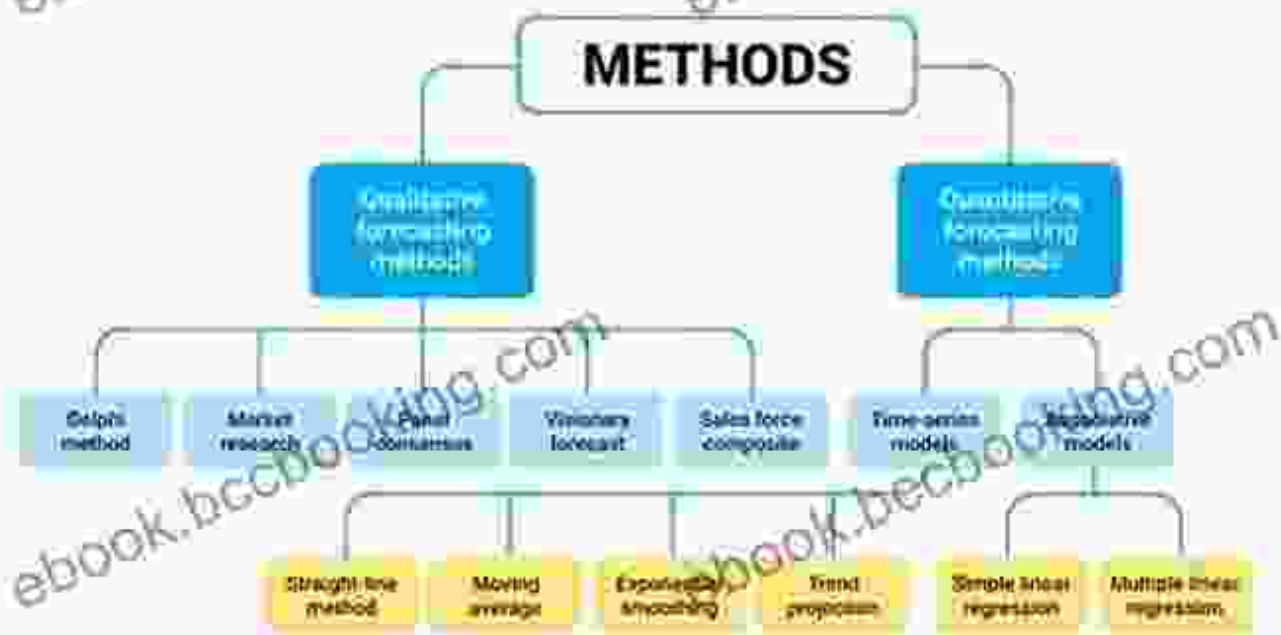 METHODS
Qualitative
forecasting
methods
Quantitative
forecasting
methods
Delphi
method
Market
research
Panel
consensus
Visionary
forecast
Sales force
composite
Time-series
models
models
Straight-line
method
Moving
average
Exponential
smoothing
Trend
projection
Simple linear
regression
Multiple linear
regression
ebook.bccbooking.com
ebook.becbooking.com